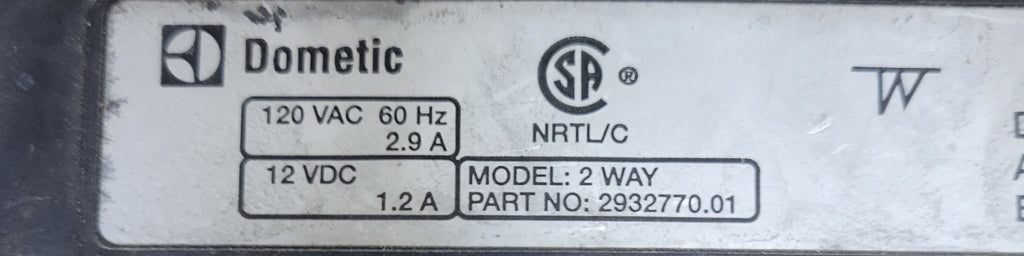 Dometic
SA ®
NRTL/C
120 VAC 60 Hz
2.9 A
12 VDC
1.2 A
MODEL: 2 WAY
PART NO: 2932770.01
W